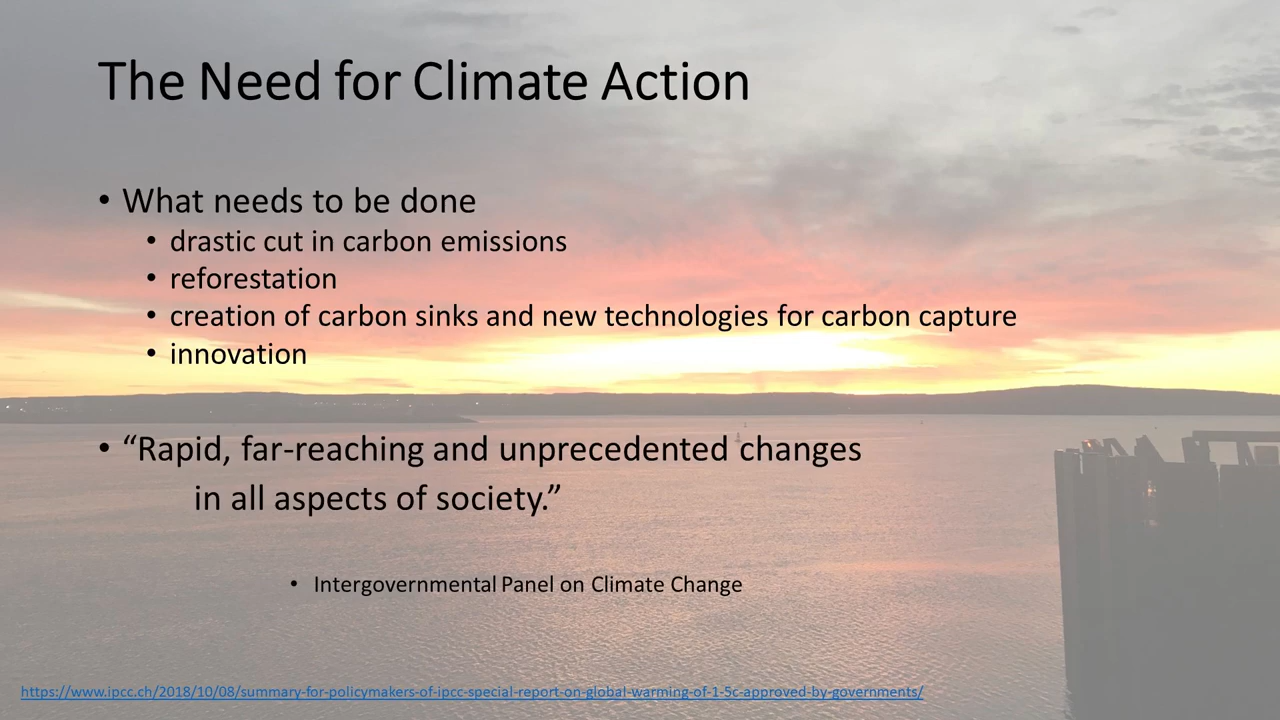 The Need for Climate Action
• What needs to be done
• drastic cut in carbon emissions
• reforestation
• creation of carbon sinks and new technologies for carbon capture
• innovation
• “Rapid, far-reaching and unprecedented changes
in all aspects of society.”
• Intergovernmental Panel on Climate Change
https://www.ipcc.ch/2018/10/08/summary-for-policymakers-of-ipcc-special-report-on-global-warming-of-1-5c-approved-by-governments/